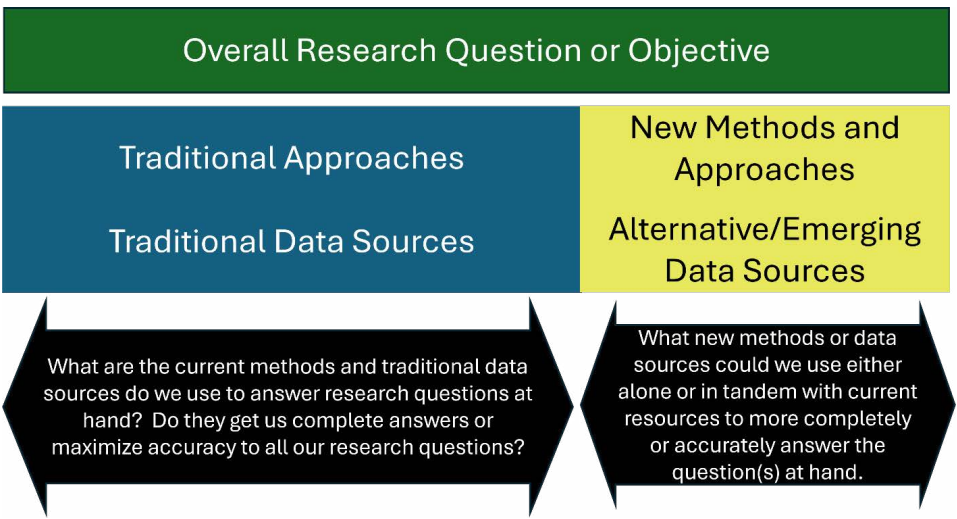 Overall Research Question or Objective
Traditional Approaches
Traditional Data Sources
New Methods and
Approaches
Alternative/Emerging
Data Sources
What are the current methods and traditional data
sources do we use to answer research questions at
hand? Do they get us complete answers or
maximize accuracy to all our research questions?
What new methods or data
sources could we use either
alone or in tandem with current
resources to more completely
or accurately answer the
question(s) at hand.